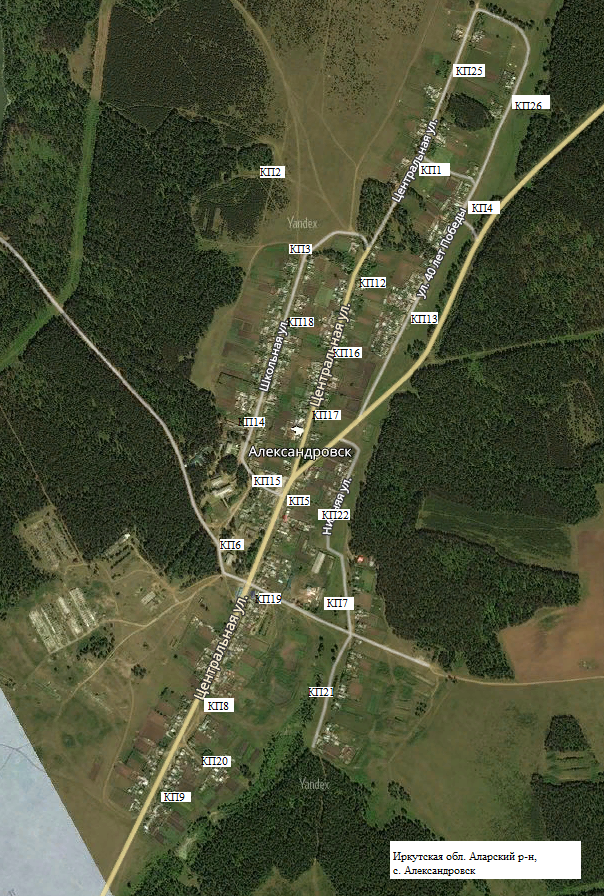 КП25
КП26
Центральная ул.
КП1
КП2
КП4
Yandex
ул. 40 лет Победы
КП3
КП12
КП18
КП13
Школьная ул.
Центральная ул.
КП16
КП14
КП17
Александровск
КП15
КП5
КП22
КП6
КП19
КП7
Центральная ул.
КП21
КП8
КП20
Yandex
КП9
Иркутская обл. Аларский р-н,
с. Александровск